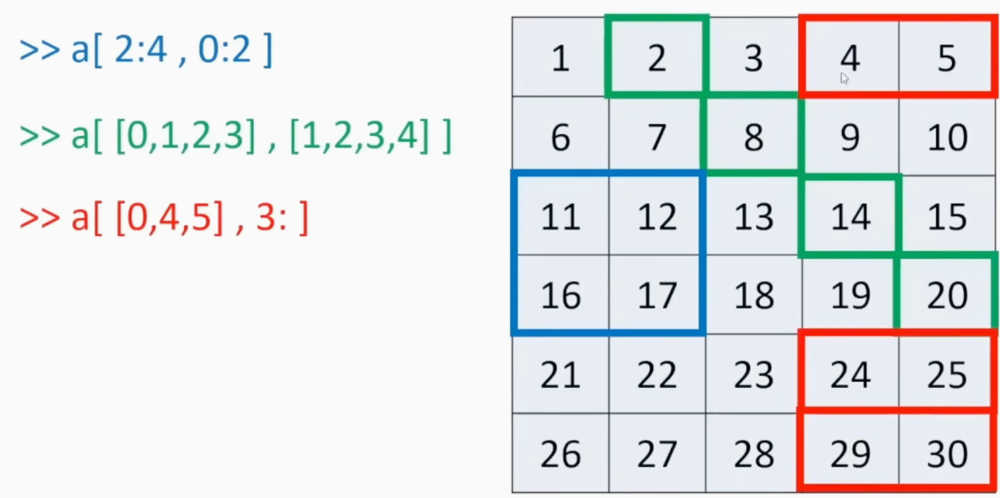 >> a[ 2:4 , 0:2 ]
>> a[ [0,1,2,3] , [1,2,3,4] ]
>> a[ [0,4,5] , 3: ]
1 2 3 4 5
6 7 8 9 10
11 12 13 14 15
16 17 18 19 20
21 22 23 24 25
26 27 28 29 30